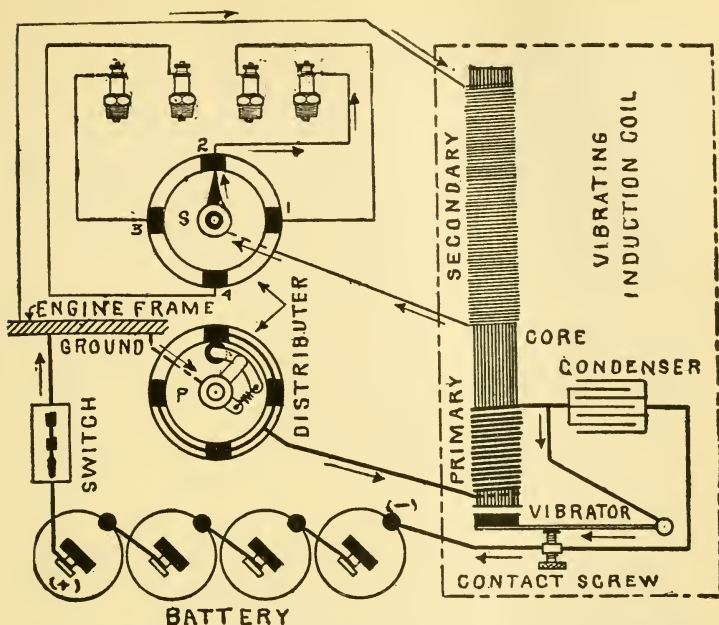 2
S
1
3
4
ENGINE FRAME
GROUND
P
DISTRIBUTER
SWITCH
(+)
(-)
BATTERY
SECONDARY
VIBRATING
INDUCTION COIL
CORE
CONDENSER
PRIMARY
VIBRATOR
CONTACT SCREW